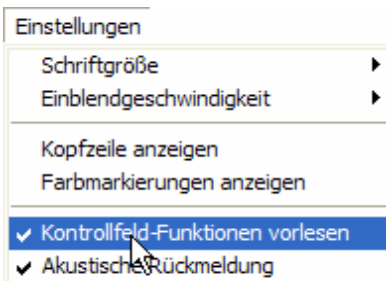 Einstellungen
Schriftgröße
Einblendgeschwindigkeit
Kopfzeile anzeigen
Farbmarkierungen anzeigen
Kontrollfeld-Funktionen vorlesen
Akustische Rückmeldung